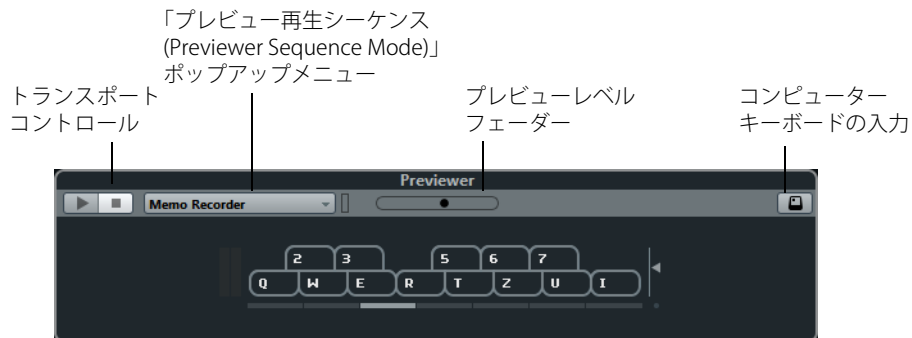 「プレビュー再生シーケンス
(Previewer Sequence Mode)」
ポップアップメニュー
トランスポート
コントロール
プレビューレベル
フェーダー
コンピューター
キーボードの入力
Previewer
Memo Recorder
2 3 5 6 7
Q W E R T Z U I